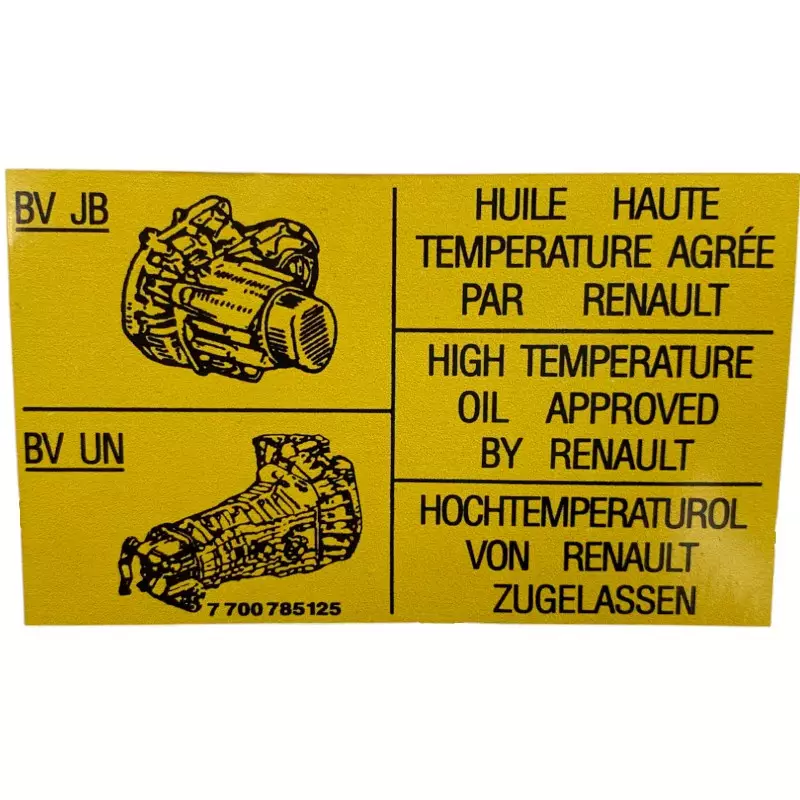 BV JB
BV UN
7 700 785125
HUILE HAUTE
TEMPERATURE AGRÉE
PAR RENAULT
HIGH TEMPERATURE
OIL APPROVED
BY RENAULT
HOCHTEMPERATUROL
VON RENAULT
ZUGELASSEN